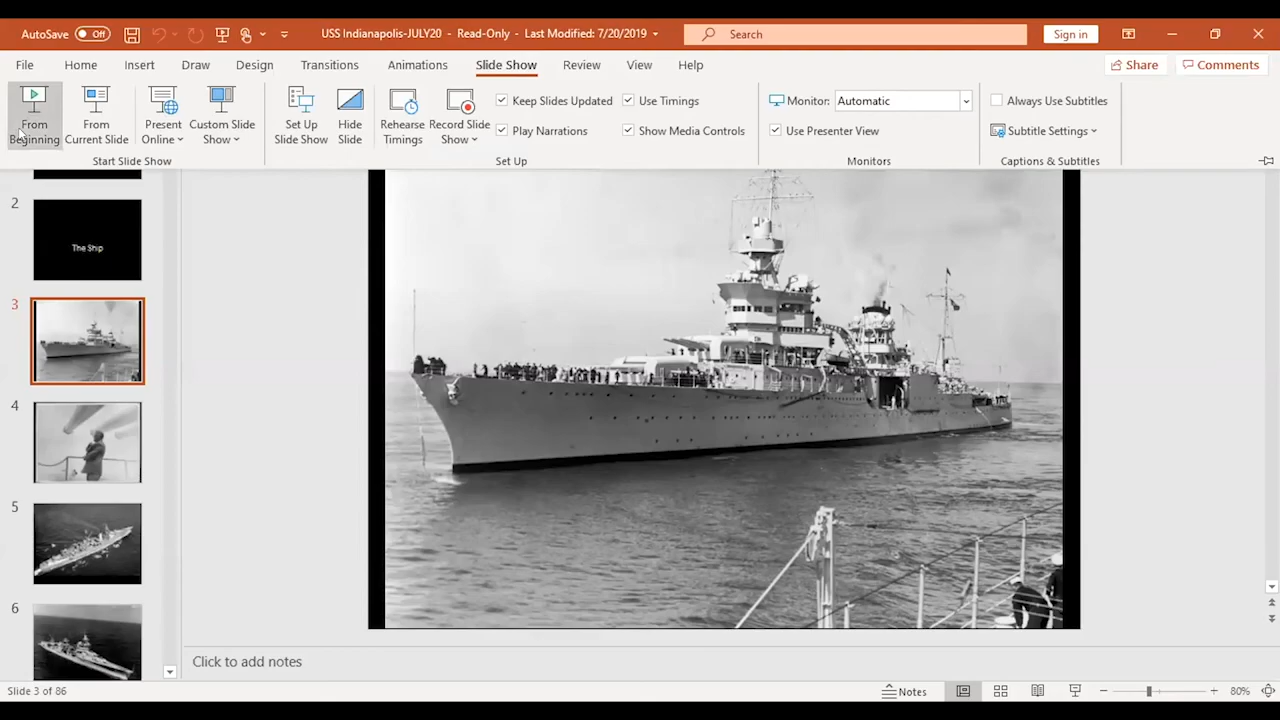 AutoSave Off USS Indianapolis-JULY20 - Read-Only - Last Modified: 7/20/2019 Search Sign in
File Home Insert Draw Design Transitions Animations Slide Show Review View Help Share Comments
From Beginning
From Current Slide
Present Online
Custom Slide Show
Start Slide Show
Set Up Slide Show
Hide Slide
Rehearse Timings
Record Slide Show
Keep Slides Updated
Play Narrations
Use Timings
Show Media Controls
Set Up
Monitor: Automatic
Use Presenter View
Monitors
Always Use Subtitles
Subtitle Settings
Captions & Subtitles
2
The Ship
3
4
5
6
Click to add notes
Slide 3 of 86 Notes 80%